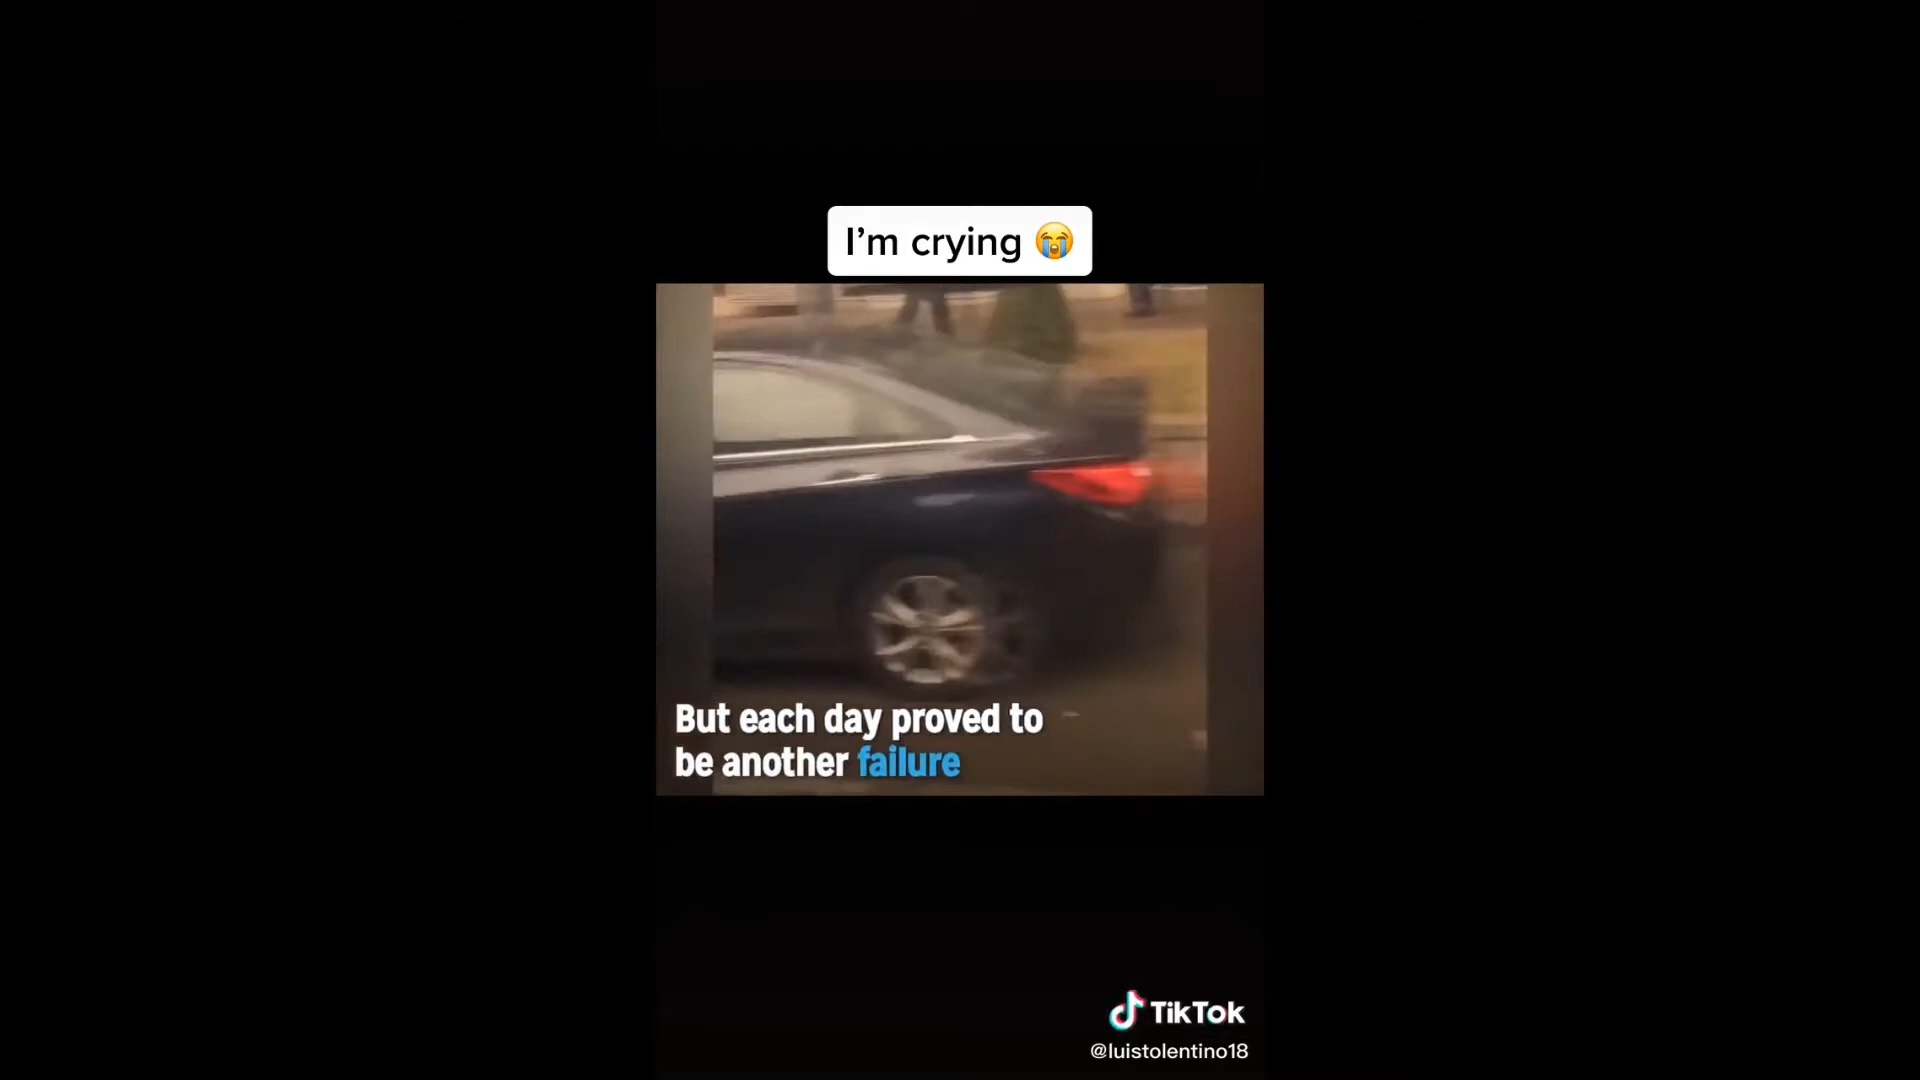 I'm crying 😭
But each day proved to
be another failure
TikTok
@luistolentino18